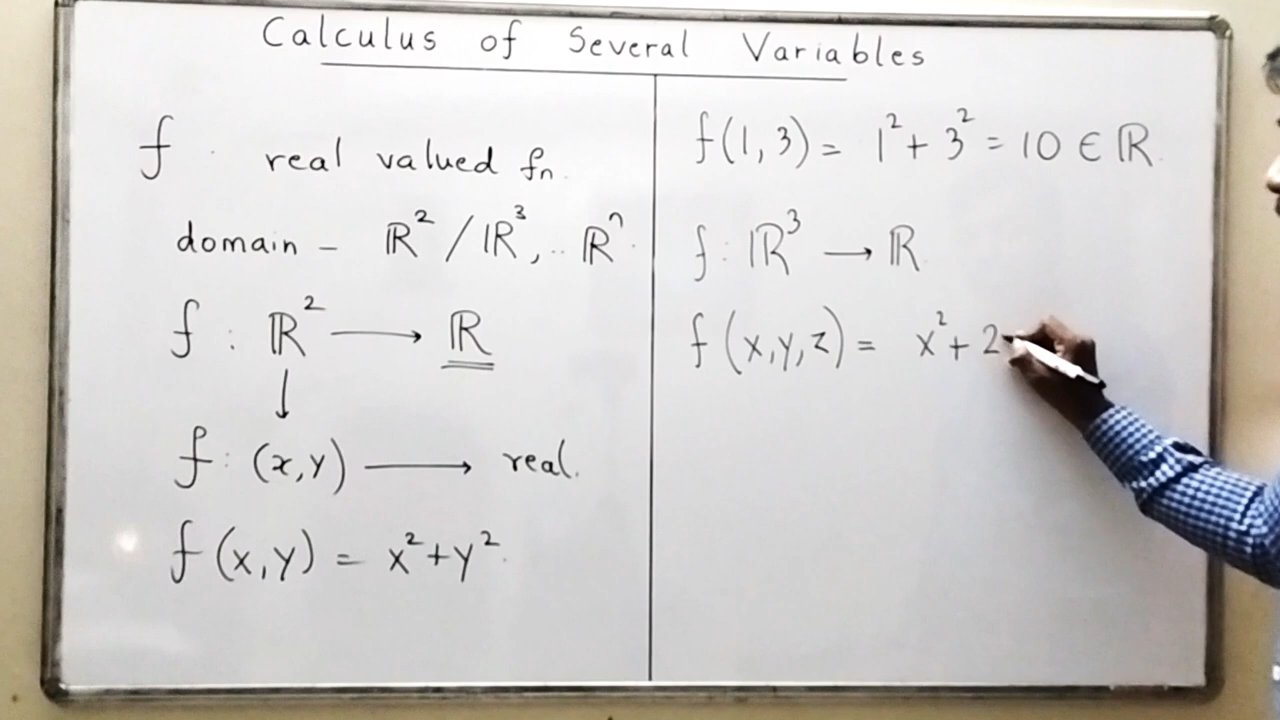 Calculus of Several Variables
f real valued fn.
domain – ℝ² / ℝ³, .. ℝⁿ.
f : ℝ² ⟶ ℝ
↓
f : (x,y) ⟶ real.
f (x,y) = x²+y².
f(1,3) = 1²+ 3² = 10 ∈ ℝ.
f : ℝ³ ⟶ ℝ.
f (x,y,z) = x²+ 2